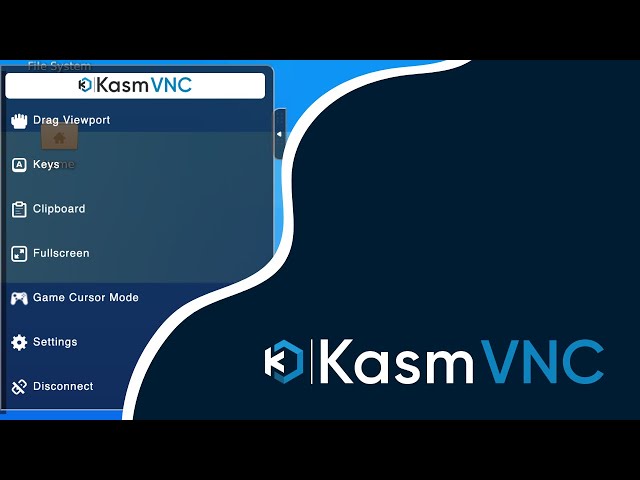 File System
KasmVNC
Drag Viewport
Keys
Clipboard
Fullscreen
Game Cursor Mode
Settings
Disconnect
KasmVNC